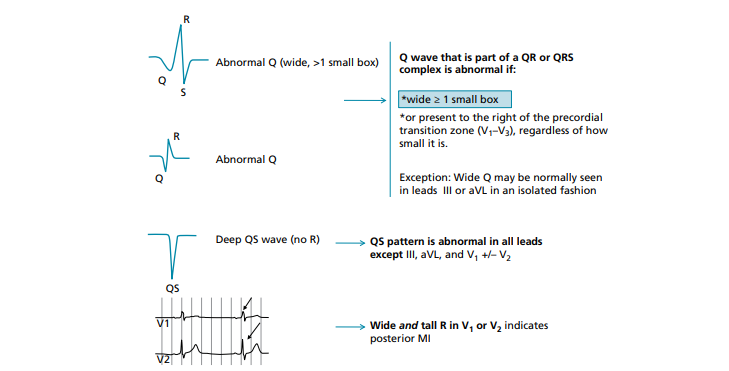 R
Abnormal Q (wide, >1 small box)
Q
S
Q wave that is part of a QR or QRS
complex is abnormal if:
*wide ≥ 1 small box
*or present to the right of the precordial
transition zone (V₁–V₃), regardless of how
small it is.
R
Abnormal Q
Q
Exception: Wide Q may be normally seen
in leads III or aVL in an isolated fashion
Deep QS wave (no R)
QS
QS pattern is abnormal in all leads
except III, aVL, and V₁ +/– V₂
V1
V2
Wide and tall R in V₁ or V₂ indicates
posterior MI